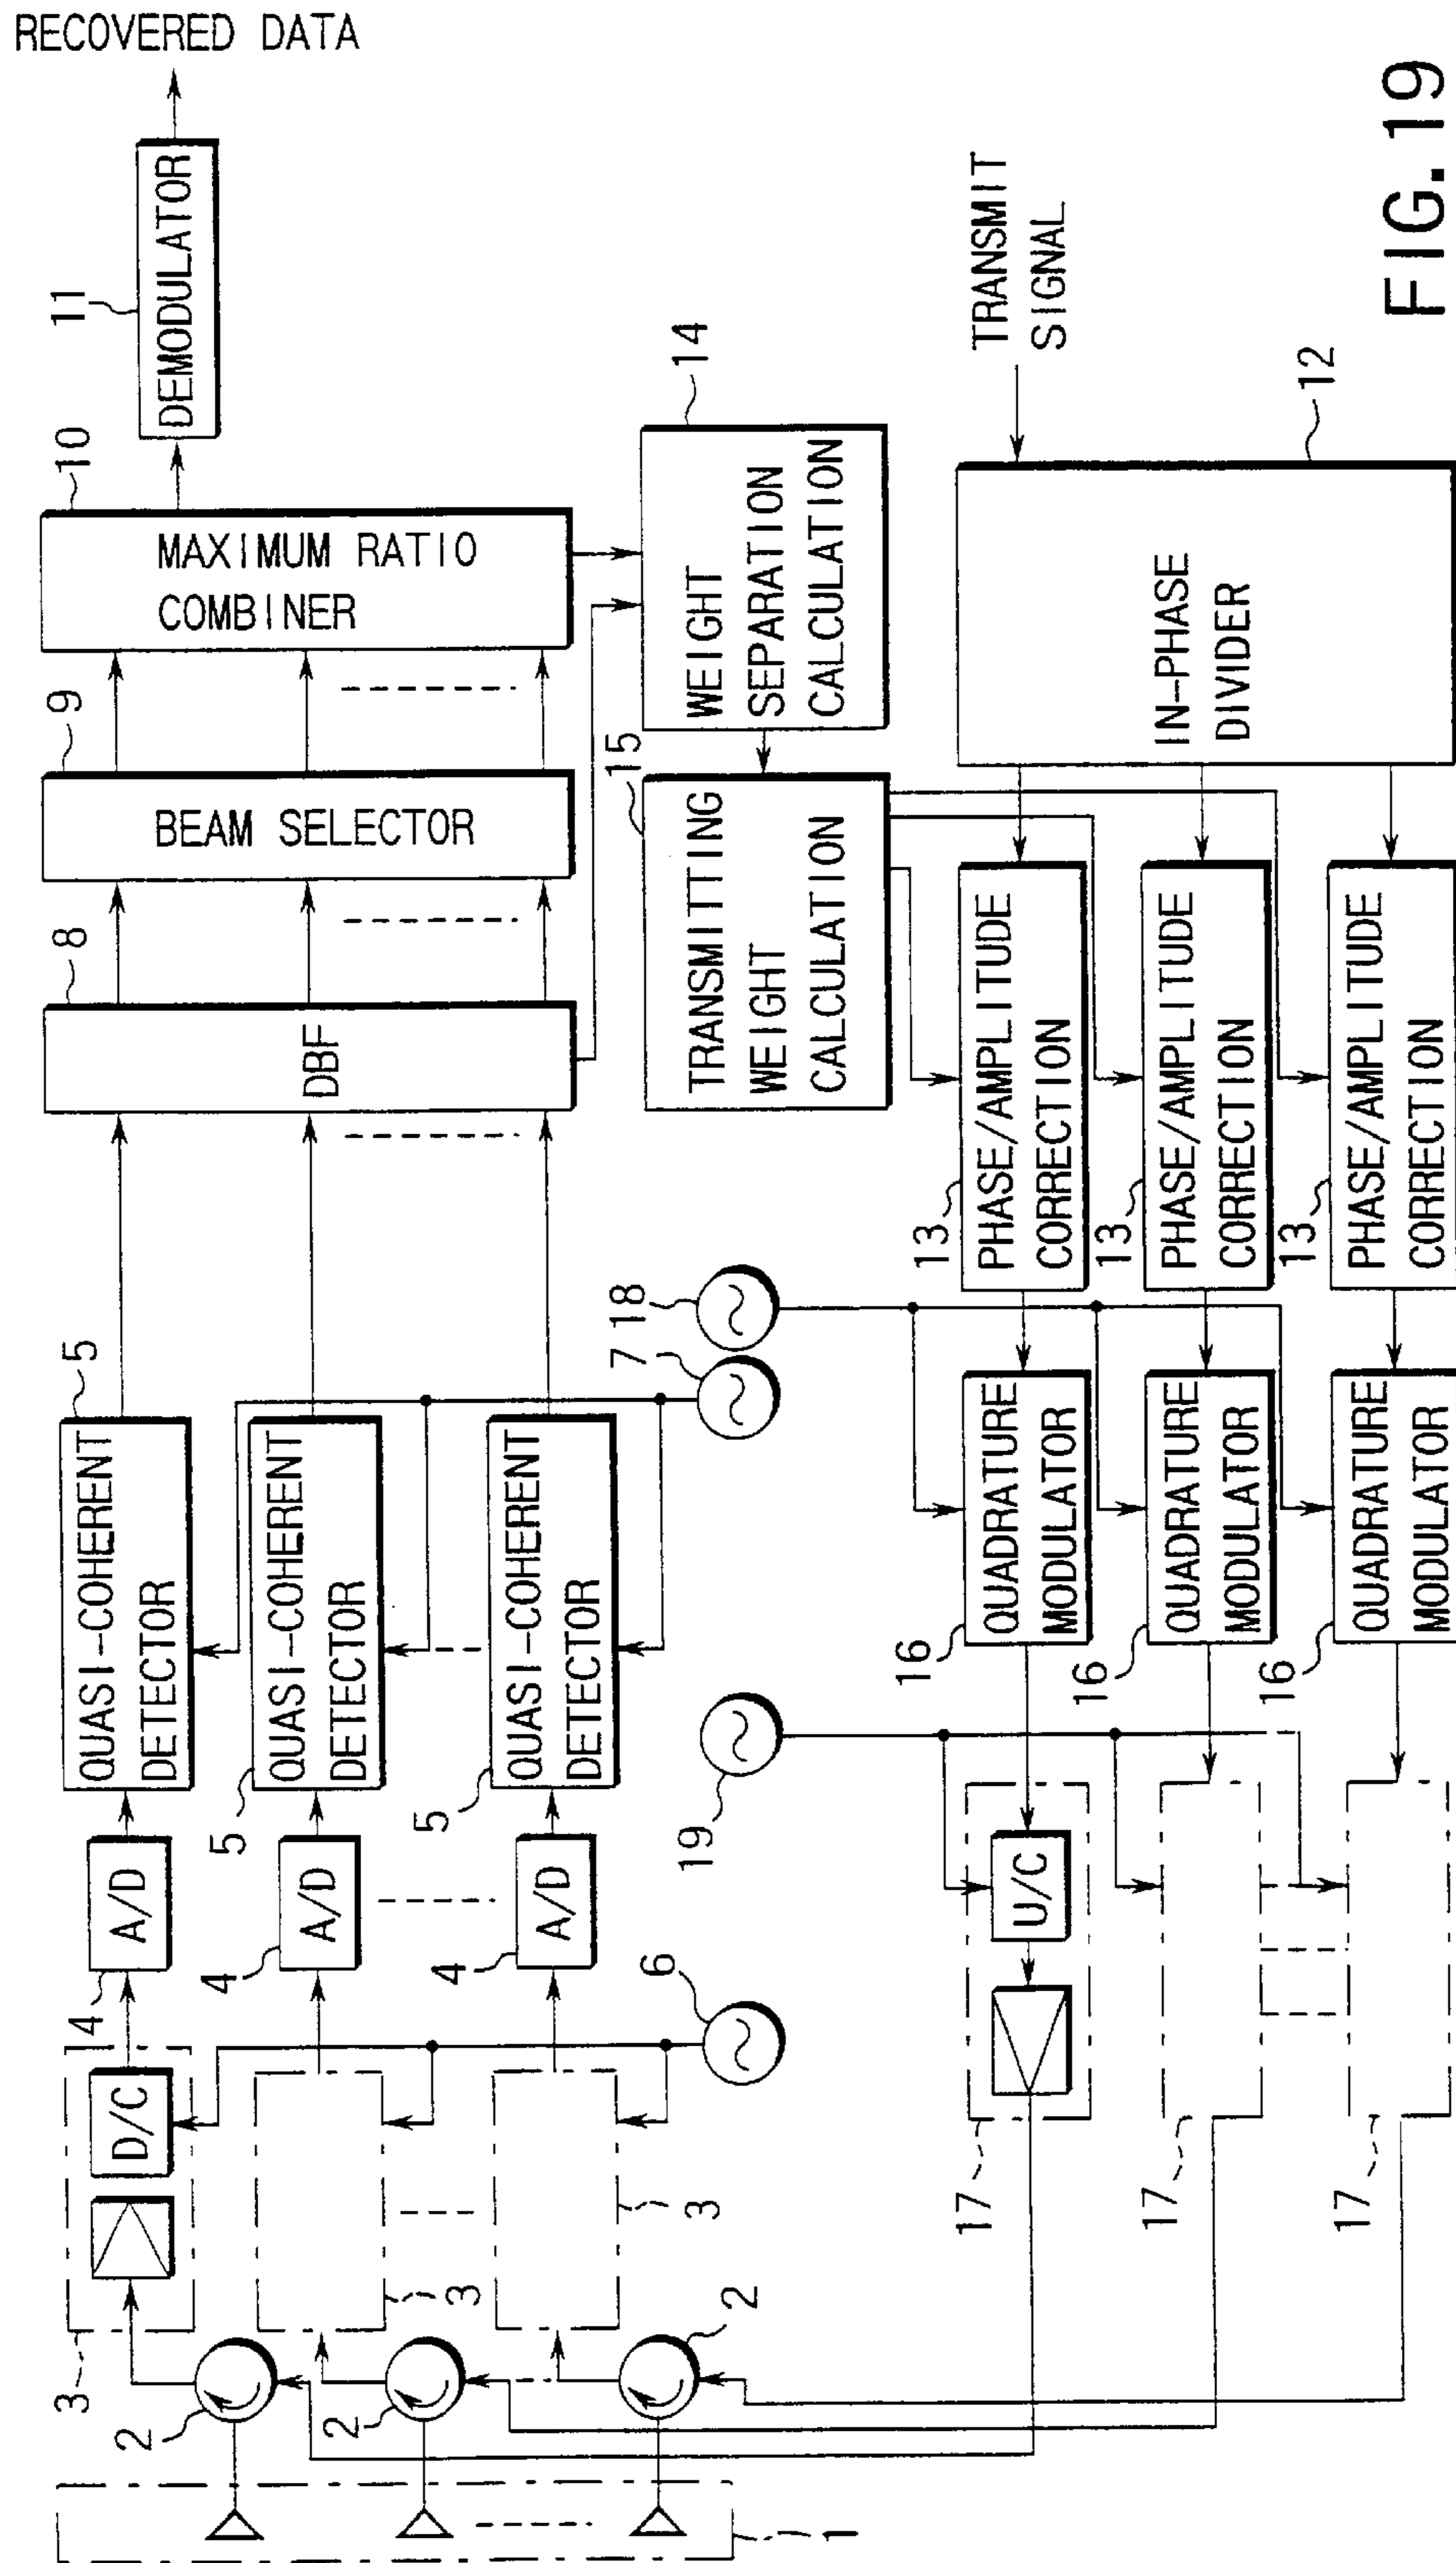 RECOVERED DATA
11
DEMODULATOR
10
MAXIMUM RATIO
COMBINER
9
BEAM SELECTOR
8
DBF
14
WEIGHT
SEPARATION
CALCULATION
15
TRANSMITTING
WEIGHT
CALCULATION
TRANSMIT
SIGNAL
12
IN-PHASE
DIVIDER
13
PHASE/AMPLITUDE
CORRECTION
13
PHASE/AMPLITUDE
CORRECTION
13
PHASE/AMPLITUDE
CORRECTION
5
QUASI-COHERENT
DETECTOR
5
QUASI-COHERENT
DETECTOR
5
QUASI-COHERENT
DETECTOR
18
7
16
QUADRATURE
MODULATOR
16
QUADRATURE
MODULATOR
16
QUADRATURE
MODULATOR
4
A/D
4
A/D
4
A/D
19
6
D/C
3
3
3
U/C
17
17
17
2
2
2
1
FIG. 19